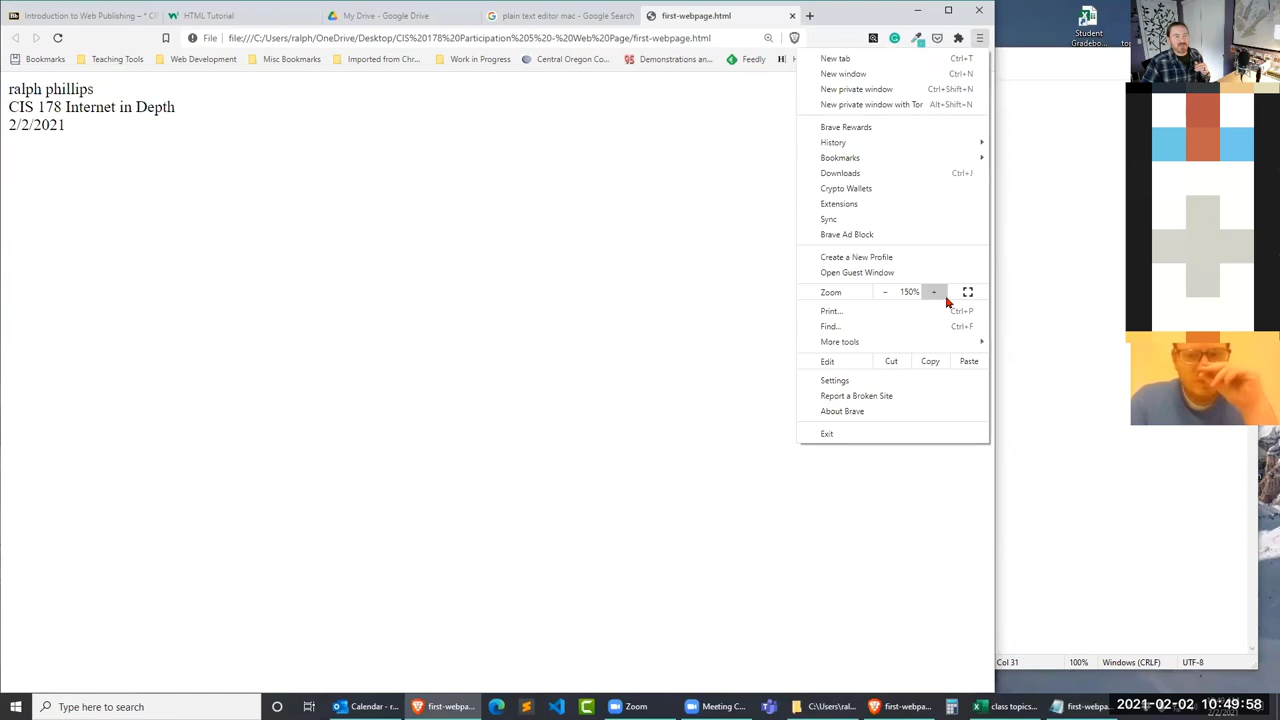 Introduction to Web Publishing – * CI
HTML Tutorial
My Drive - Google Drive
plain text editor mac - Google Search
first-webpage.html
File
file:///C:/Users/ralph/OneDrive/Desktop/CIS%20178%20Participation%205%20-%20Web%20Page/first-webpage.html
Bookmarks
Teaching Tools
Web Development
Misc Bookmarks
Imported from Chr...
Work in Progress
Central Oregon Co...
Demonstrations an...
Feedly
ralph phillips
CIS 178 Internet in Depth
2/2/2021
New tab Ctrl+T
New window Ctrl+N
New private window Ctrl+Shift+N
New private window with Tor Alt+Shift+N
Brave Rewards
History
Bookmarks
Downloads Ctrl+J
Crypto Wallets
Extensions
Sync
Brave Ad Block
Create a New Profile
Open Guest Window
Zoom − 150% +
Print... Ctrl+P
Find... Ctrl+F
More tools
Edit Cut Copy Paste
Settings
Report a Broken Site
About Brave
Exit
Student
Gradebo...
Col 31
100%
Windows (CRLF)
UTF-8
Type here to search
Calendar - r...
first-webpa...
Zoom
Meeting C...
C:\Users\ral...
first-webpa...
class topics...
first-webpa...
2021-02-02 10:49:58